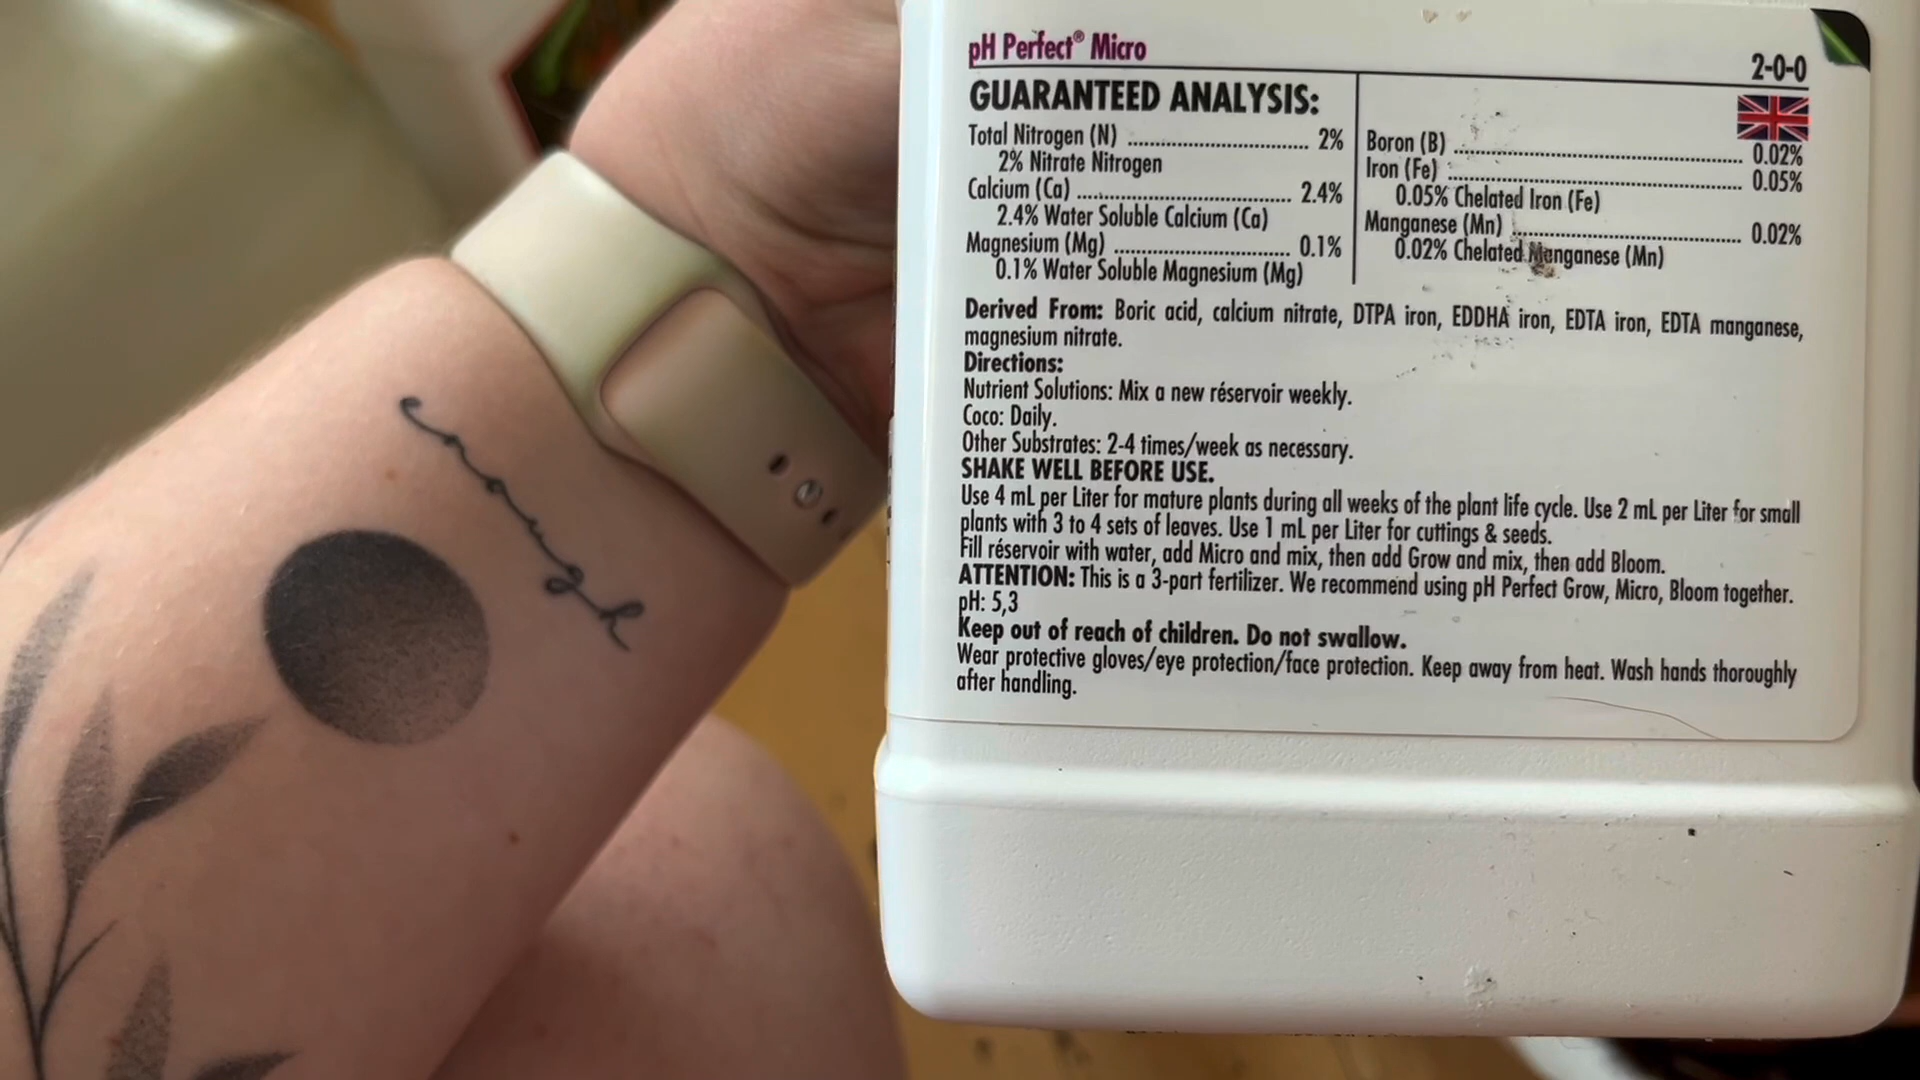 enough
pH Perfect® Micro
2-0-0
GUARANTEED ANALYSIS:
Total Nitrogen (N) ........ 2%
2% Nitrate Nitrogen
Calcium (Ca) ........ 2.4%
2.4% Water Soluble Calcium (Ca)
Magnesium (Mg) ........ 0.1%
0.1% Water Soluble Magnesium (Mg)
Boron (B) ........ 0.02%
Iron (Fe) ........ 0.05%
0.05% Chelated Iron (Fe)
Manganese (Mn) ........ 0.02%
0.02% Chelated Manganese (Mn)
Derived From: Boric acid, calcium nitrate, DTPA iron, EDDHA iron, EDTA iron, EDTA manganese,
magnesium nitrate.
Directions:
Nutrient Solutions: Mix a new réservoir weekly.
Coco: Daily.
Other Substrates: 2-4 times/week as necessary.
SHAKE WELL BEFORE USE.
Use 4 mL per Liter for mature plants during all weeks of the plant life cycle. Use 2 mL per Liter for small
plants with 3 to 4 sets of leaves. Use 1 mL per Liter for cuttings & seeds.
Fill réservoir with water, add Micro and mix, then add Grow and mix, then add Bloom.
ATTENTION: This is a 3-part fertilizer. We recommend using pH Perfect Grow, Micro, Bloom together.
pH: 5,3
Keep out of reach of children. Do not swallow.
Wear protective gloves/eye protection/face protection. Keep away from heat. Wash hands thoroughly
after handling.